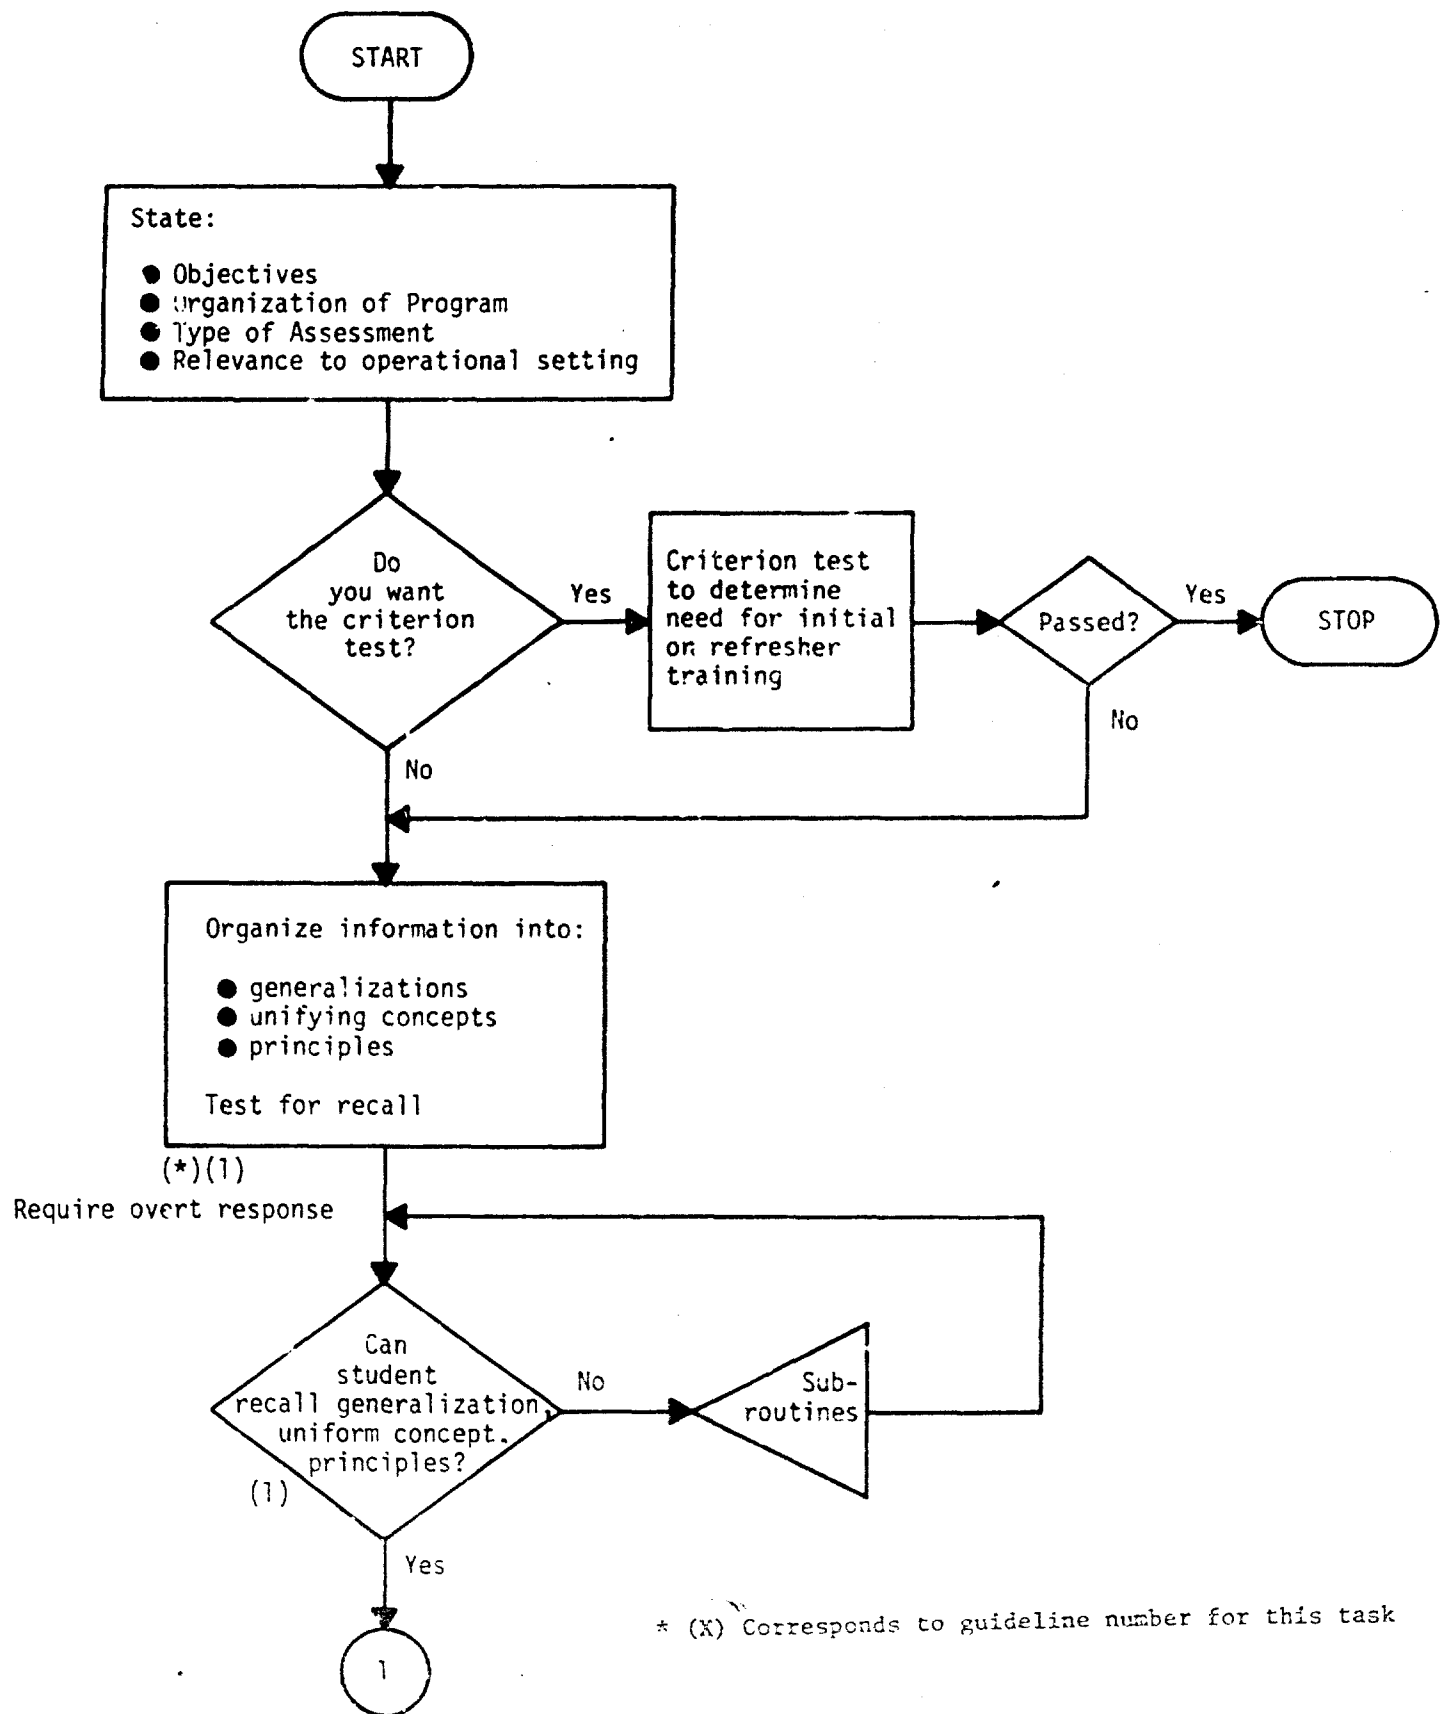 START
State:
● Objectives
● Organization of Program
● Type of Assessment
● Relevance to operational setting
Do
you want
the criterion
test?
Yes
Criterion test
to determine
need for initial
on refresher
training
Passed?
Yes
STOP
No
No
Organize information into:
● generalizations
● unifying concepts
● principles
Test for recall
(*)(1)
Require overt response
Can
student
recall generalization,
uniform concept.
principles?
(1)
No
Sub-
routines
Yes
1
* (X) Corresponds to guideline number for this task